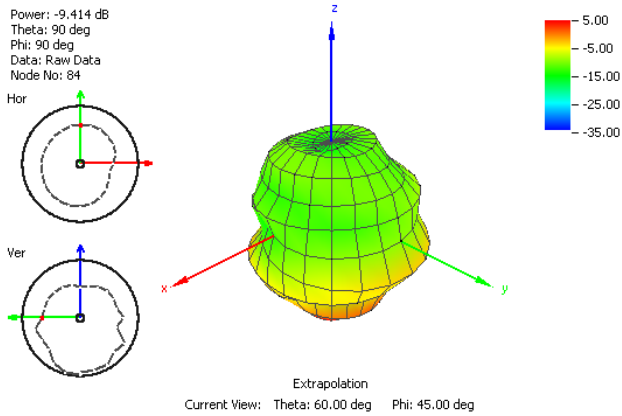 Power: -9.414 dB
Theta: 90 deg
Phi: 90 deg
Data: Raw Data
Node No: 84
Hor
Ver
z
x
y
5.00
-5.00
-15.00
-25.00
-35.00
Extrapolation
Current View: Theta: 60.00 deg Phi: 45.00 deg